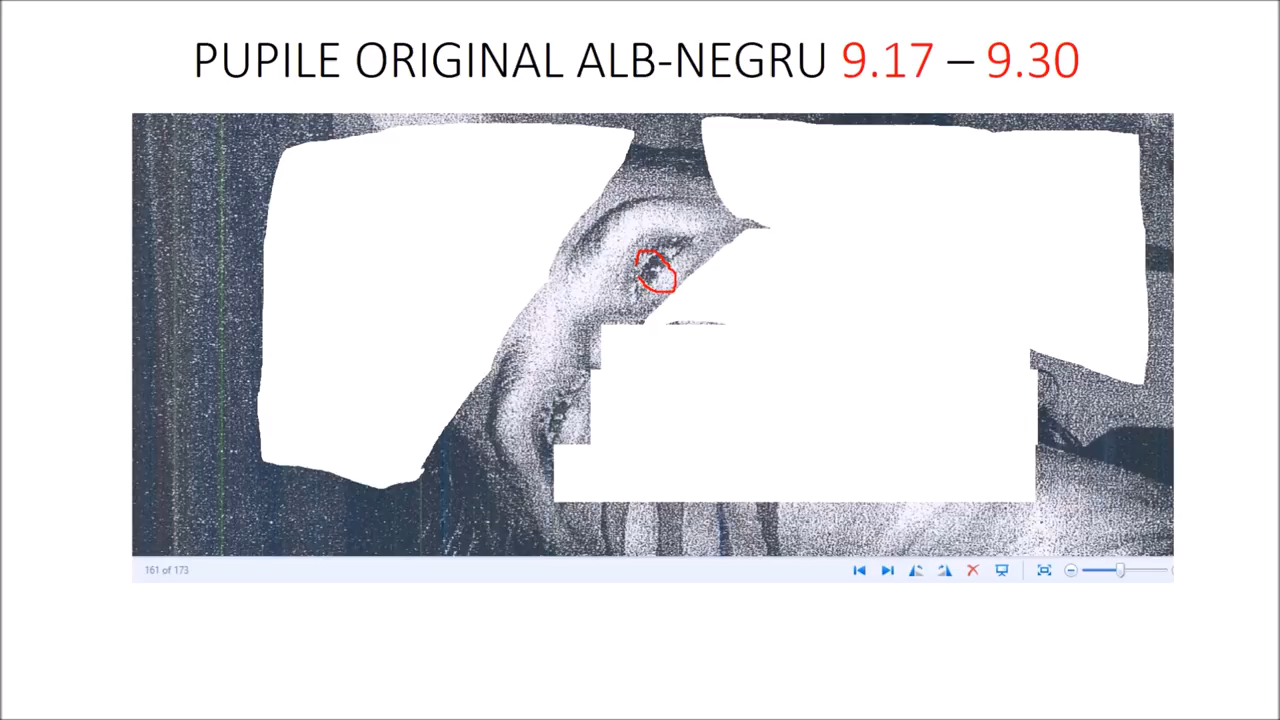 PUPILE ORIGINAL ALB-NEGRU 9.17 – 9.30
161 of 173